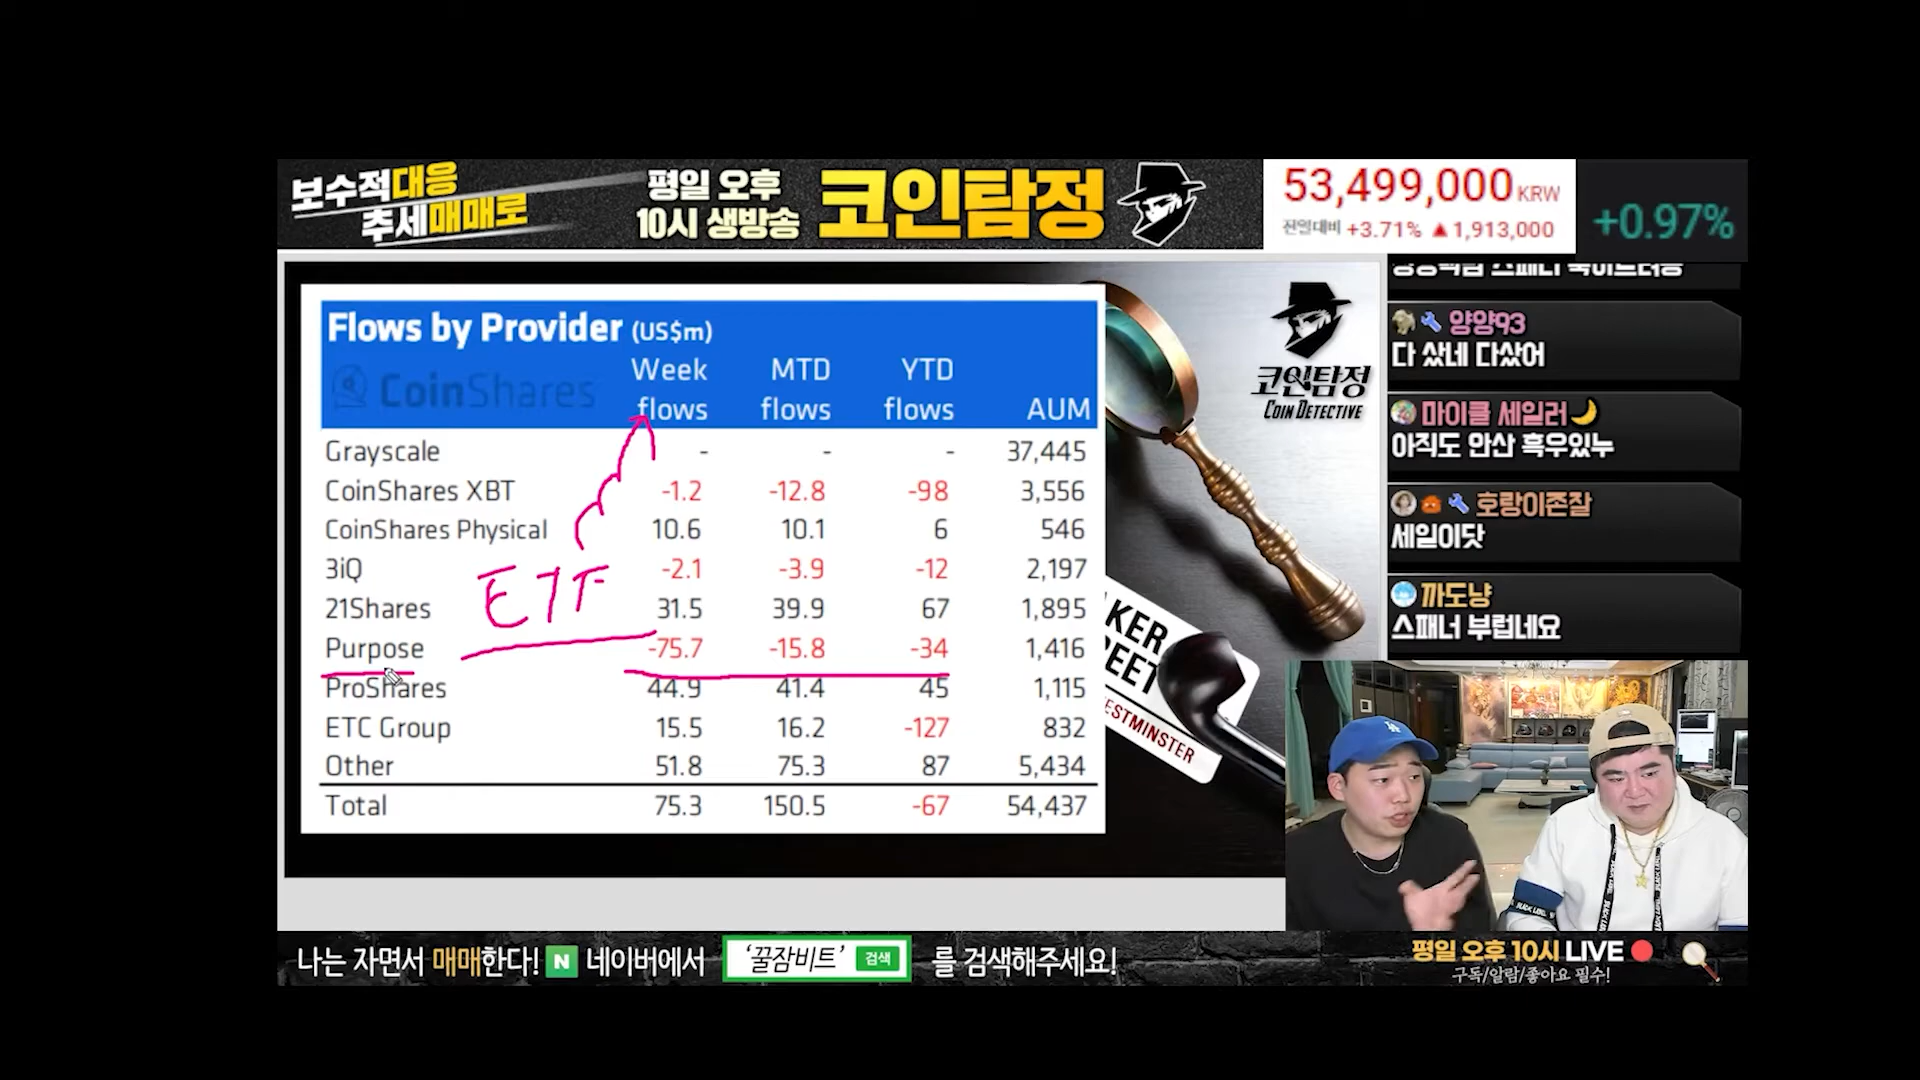 보수적대응
추세매매로
평일 오후
10시 생방송
코인탐정
53,499,000 KRW
전일대비 +3.71% ▲1,913,000
+0.97%
Flows by Provider (US$m)
CoinShares
Week flows MTD flows YTD flows AUM
Grayscale - - - 37,445
CoinShares XBT -1.2 -12.8 -98 3,556
CoinShares Physical 10.6 10.1 6 546
3iQ -2.1 -3.9 -12 2,197
21Shares 31.5 39.9 67 1,895
Purpose -75.7 -15.8 -34 1,416
ProShares 44.9 41.4 45 1,115
ETC Group 15.5 16.2 -127 832
Other 51.8 75.3 87 5,434
Total 75.3 150.5 -67 54,437
ETF
코인탐정
COIN DETECTIVE
KER
REET
ESTMINSTER
양양93
다 샀네 다샀어
마이클 세일러
아직도 안산 흑우있누
호랑이존잘
세일이닷
까도냥
스패너 부럽네요
나는 자면서 매매한다! N 네이버에서 '꿀잠비트' 검색 를 검색해주세요!
평일 오후 10시 LIVE
구독/알람/좋아요 필수!